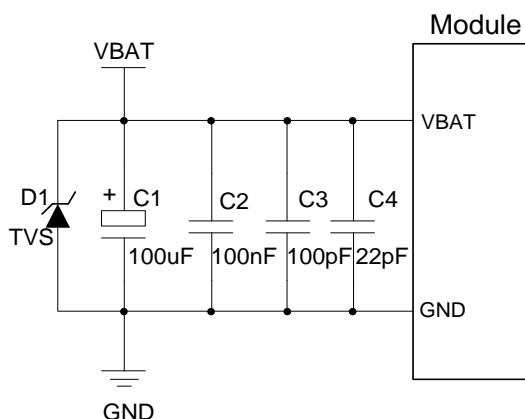 Module
VBAT
VBAT
D1
TVS
+
C1
100uF
C2
100nF
C3
100pF
C4
22pF
GND
GND